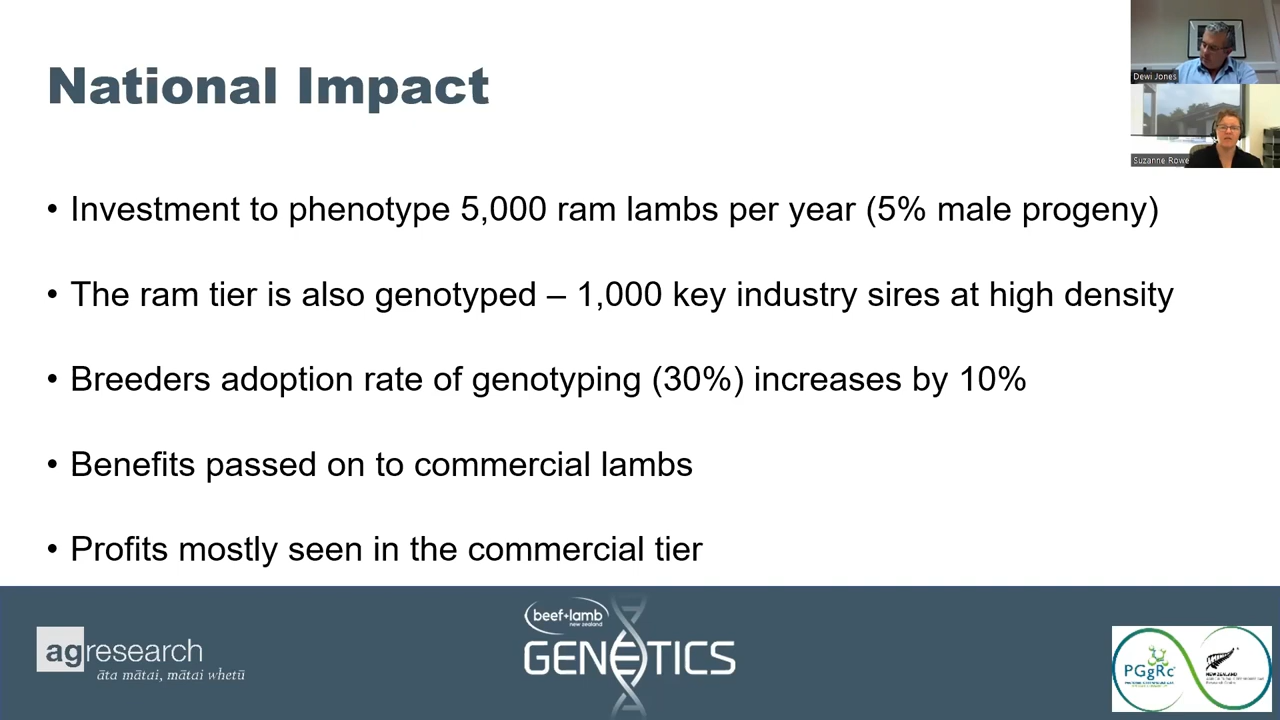 National Impact
Dewi Jones
Suzanne Rowe
• Investment to phenotype 5,000 ram lambs per year (5% male progeny)
• The ram tier is also genotyped – 1,000 key industry sires at high density
• Breeders adoption rate of genotyping (30%) increases by 10%
• Benefits passed on to commercial lambs
• Profits mostly seen in the commercial tier
agresearch
āta mātai, mātai whetū
beef+lamb
new zealand
GENETICS
PGgRc
NEW ZEALAND